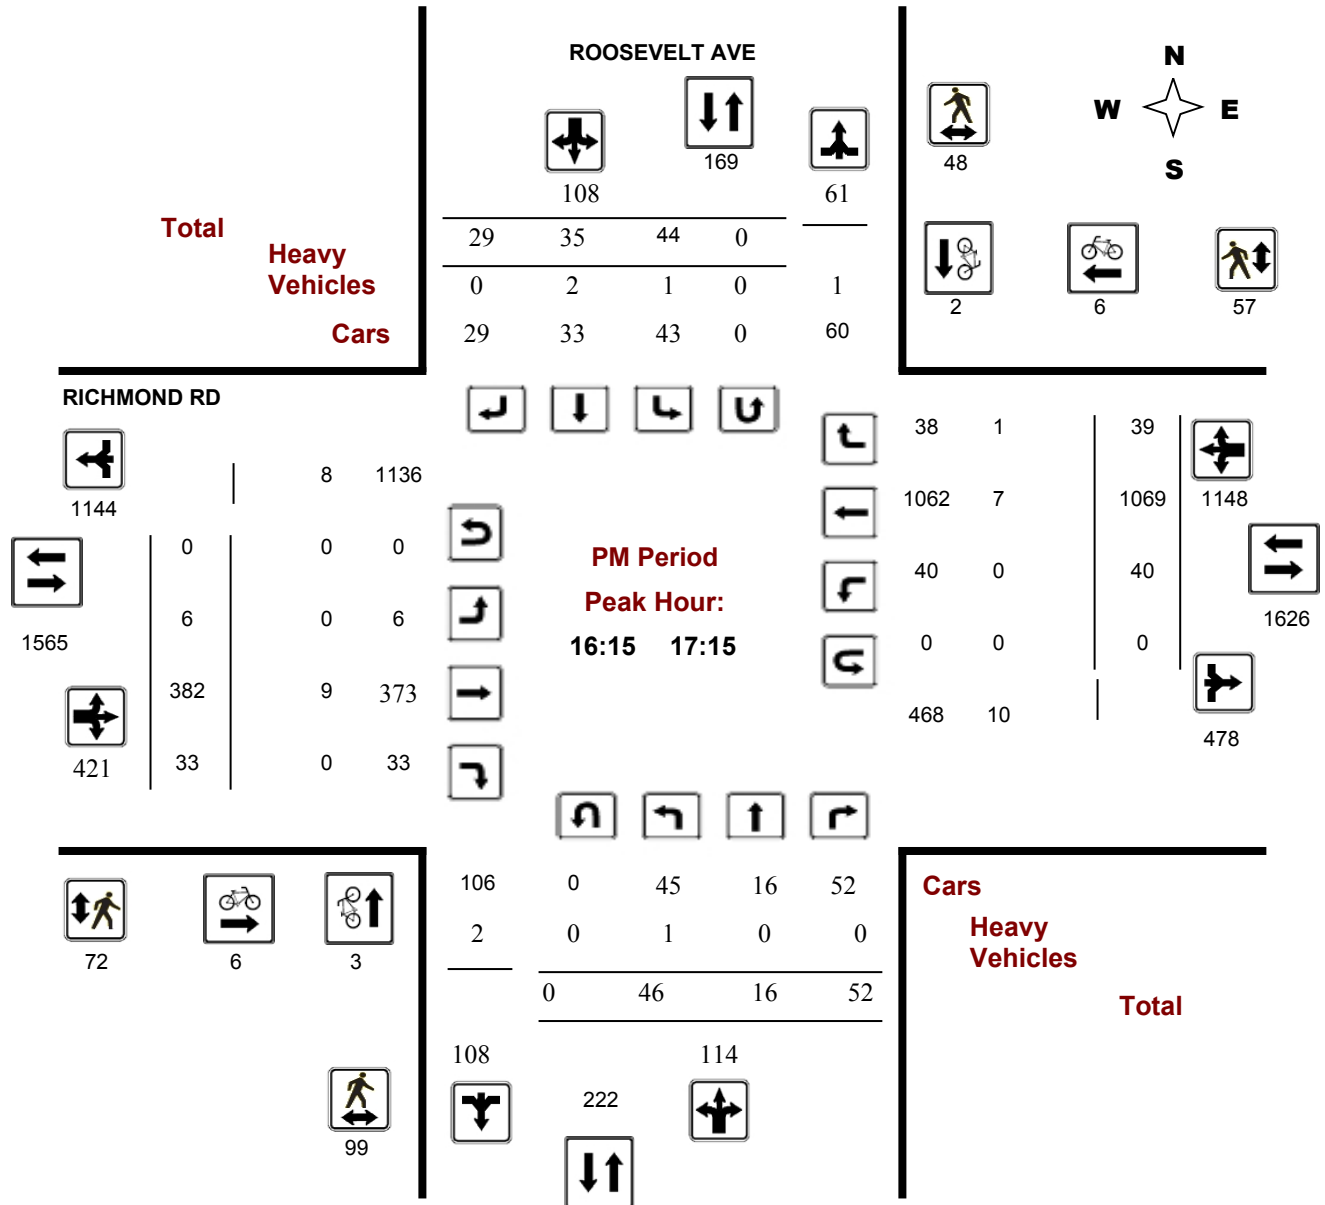 ROOSEVELT AVE
N
W E
S
169
48
108 61
Total
29 35 44 0
Heavy
Vehicles
0 2 1 0 1
2 6 57
Cars
29 33 43 0 60
RICHMOND RD
38 1 39
8 1136
1144
1062 7 1069 1148
0 0 0
PM Period
40 0 40
Peak Hour:
6 0 6
1626
1565
16:15 17:15
0 0 0
382 9 373
468 10
478
421 33 0 33
106 0 45 16 52
Cars
2 0 1 0 0
Heavy
Vehicles
72 6 3
0 46 16 52
Total
108 114
222
99